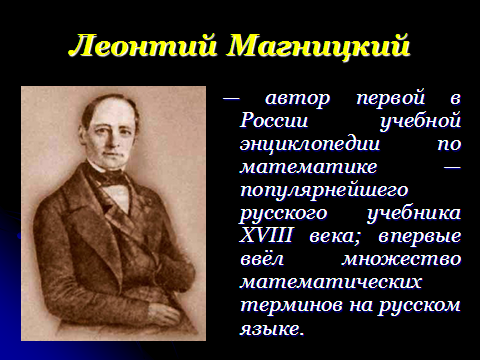 Леонтий Магницкий
— автор первой в
России учебной
энциклопедии по
математике —
популярнейшего
русского учебника
XVIII века; впервые
ввёл множество
математических
терминов на русском
языке.